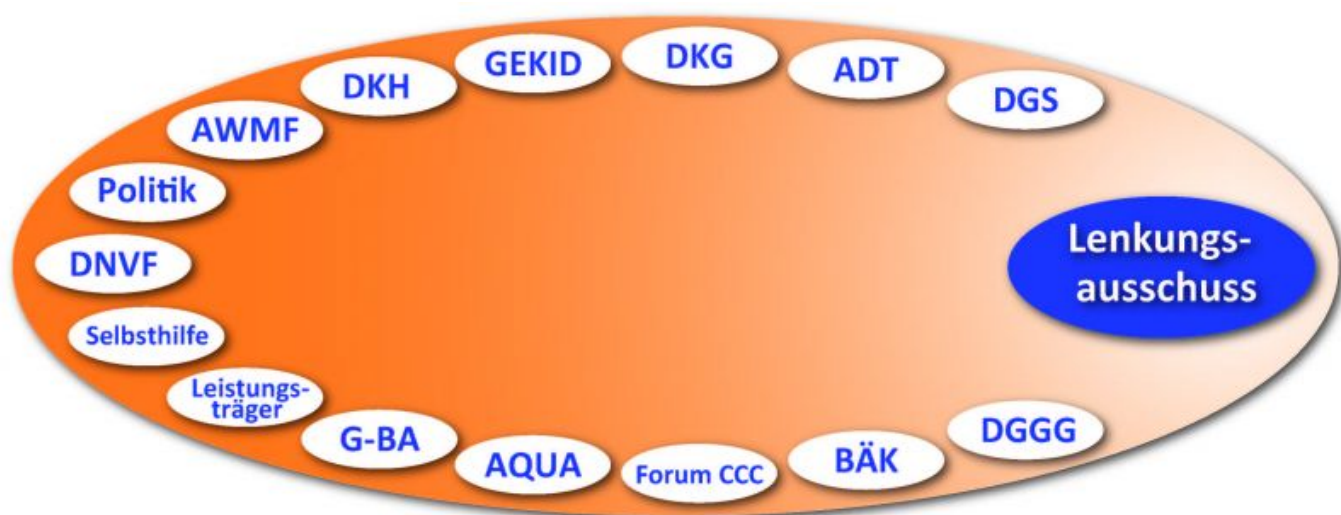 GEKID
DKG
ADT
DKH
DGS
AWMF
Politik
Lenkungs-
ausschuss
DNVF
Selbsthilfe
Leistungs-
träger
G-BA
AQUA
Forum CCC
BÄK
DGGG